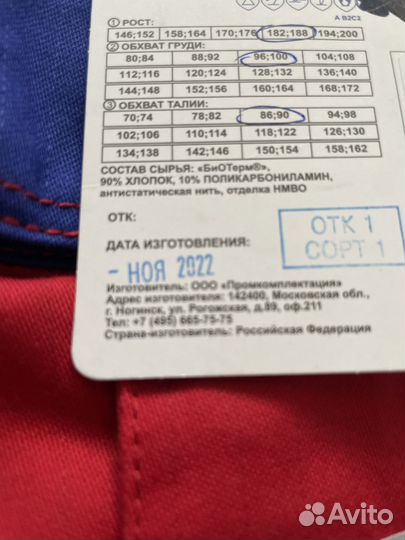 А В2С2
① РОСТ:
146;152 158;164 170;176 182;188 194;200
② ОБХВАТ ГРУДИ:
80;84 88;92 96;100 104;108
112;116 120;124 128;132 136;140
144;148 152;156 160;164 168;172
③ ОБХВАТ ТАЛИИ:
70;74 78;82 86;90 94;98
102;106 110;114 118;122 126;130
134;138 142;146 150;154 158;162
СОСТАВ СЫРЬЯ: «БиОТерм®»,
90% ХЛОПОК, 10% ПОЛИКАРБОНИЛАМИН,
антистатическая нить, отделка НМВО
ОТК:
ОТК 1
СОРТ 1
ДАТА ИЗГОТОВЛЕНИЯ:
- НОЯ 2022
Изготовитель: ООО «Промкомплектация»
Адрес изготовителя: 142400, Московская обл.,
г. Ногинск, ул. Рогожская, д.89, оф.211
Тел: +7 (495) 665-75-75
Страна-изготовитель: Российская Федерация
Avito